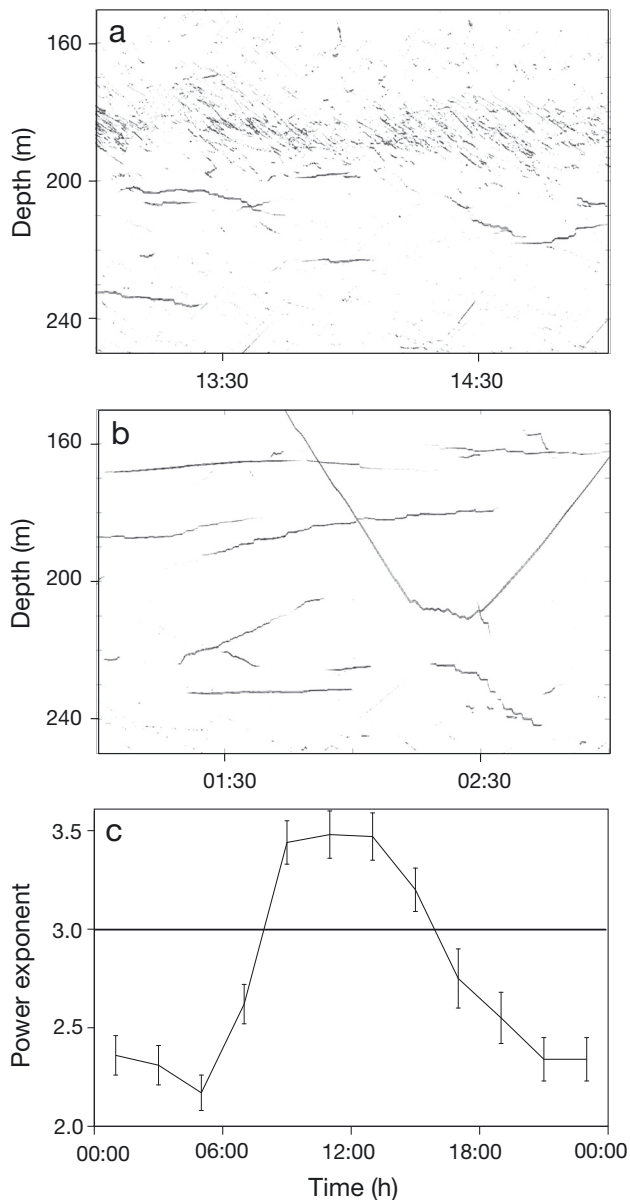 a
160
200
240
Depth (m)
13:30 14:30
b
160
200
240
Depth (m)
01:30 02:30
c
3.5
3.0
2.5
2.0
Power exponent
00:00 06:00 12:00 18:00 00:00
Time (h)